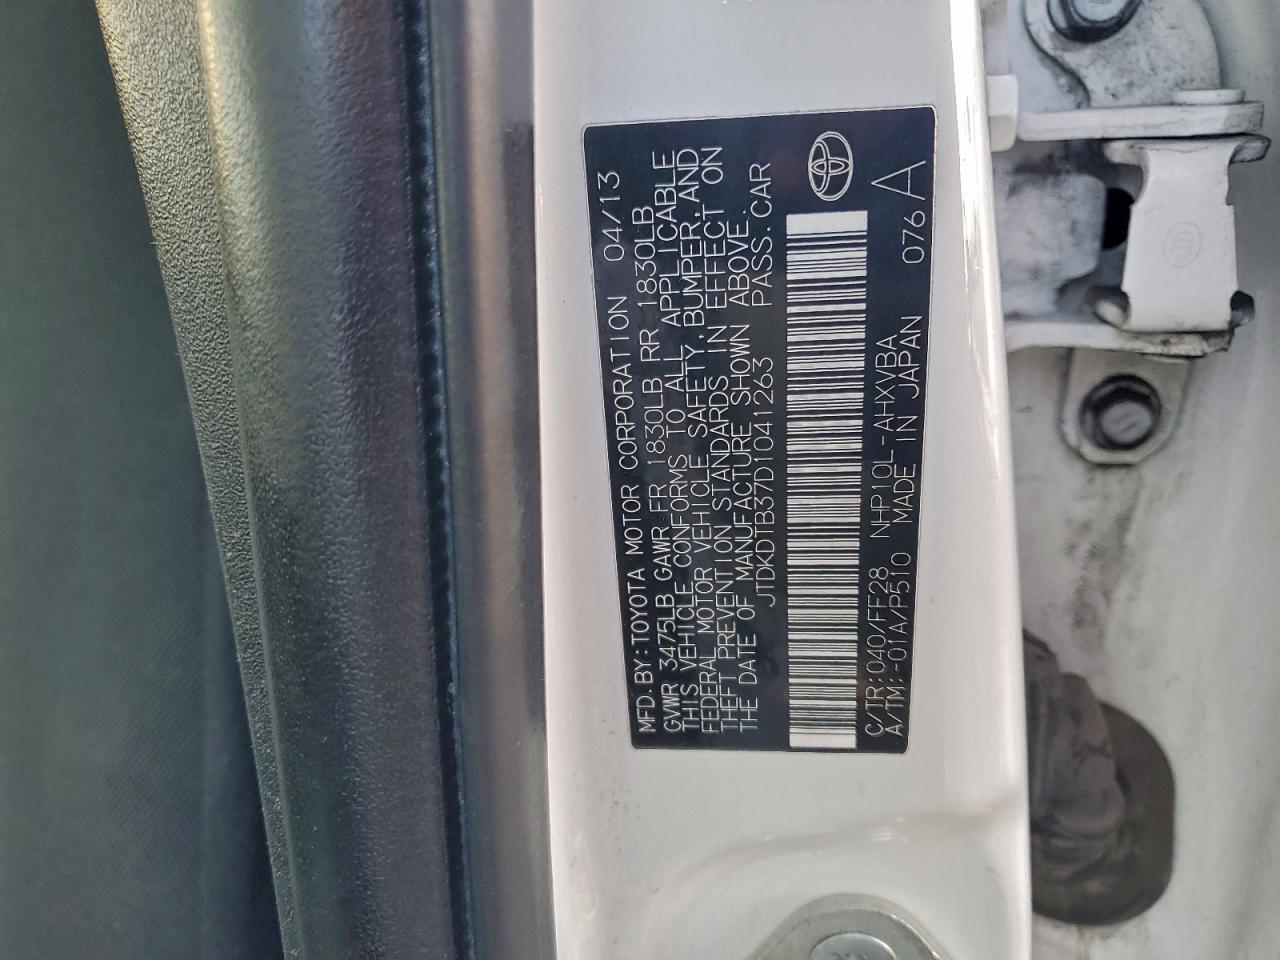 MFD. BY: TOYOTA MOTOR CORPORATION 04/13
GVWR 3475LB GAWR FR 1830LB RR 1830LB
THIS VEHICLE CONFORMS TO ALL APPLICABLE
FEDERAL MOTOR VEHICLE SAFETY, BUMPER, AND
THEFT PREVENTION STANDARDS IN EFFECT ON
THE DATE OF MANUFACTURE SHOWN ABOVE.
JTDKDTB37D1041263 PASS. CAR
C/TR: 040/FF28 NHP10L-AHXVBA 076
A/TM: -01A/P510 MADE IN JAPAN A